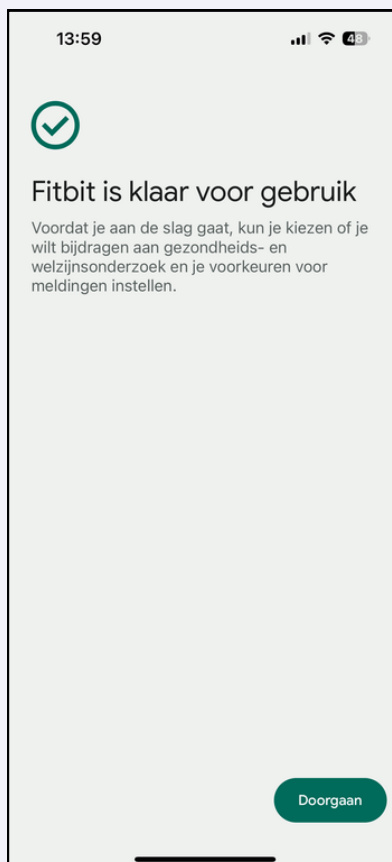 13:59
48
Fitbit is klaar voor gebruik
Voordat je aan de slag gaat, kun je kiezen of je
wilt bijdragen aan gezondheids- en
welzijnsonderzoek en je voorkeuren voor
meldingen instellen.
Doorgaan